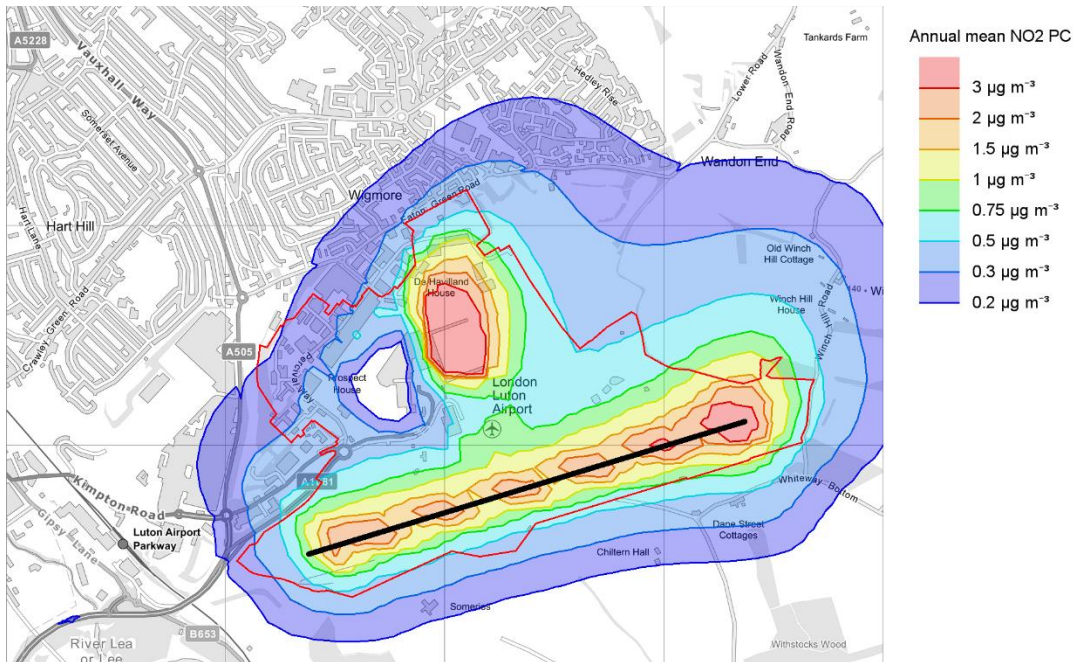 A5228
Vauxhall Way
Somerset Avenue
Tankards Farm
Lower Road
Wandon End
Road
Hedley Rise
Wandon End
Wigmore
Eaton Green Road
Hart Hill
Hart Lane
Crawley Green Road
Old Winch
Hill Cottage
De Havilland
House
140
Wi
Winch Hill
House
Winch Hill Road
A505
Percival Way
Prospect
House
London
Luton
Airport
A1081
Kimpton Road
Gipsy Lane
Luton Airport
Parkway
Whiteway Bottom
Dane Street
Cottages
Chiltern Hall
Someries
B653
River Lea
or Lee
Withstocks Wood
Annual mean NO2 PC
3 µg m⁻³
2 µg m⁻³
1.5 µg m⁻³
1 µg m⁻³
0.75 µg m⁻³
0.5 µg m⁻³
0.3 µg m⁻³
0.2 µg m⁻³